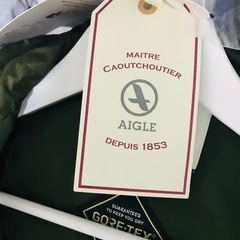 MAITRE
CAOUTCHOUTIER
AIGLE
DEPUIS 1853
GUARANTEED
TO KEEP YOU DRY
GORE-TEX